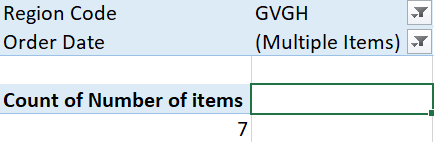 Region Code GVGH
Order Date (Multiple Items)
Count of Number of items
7